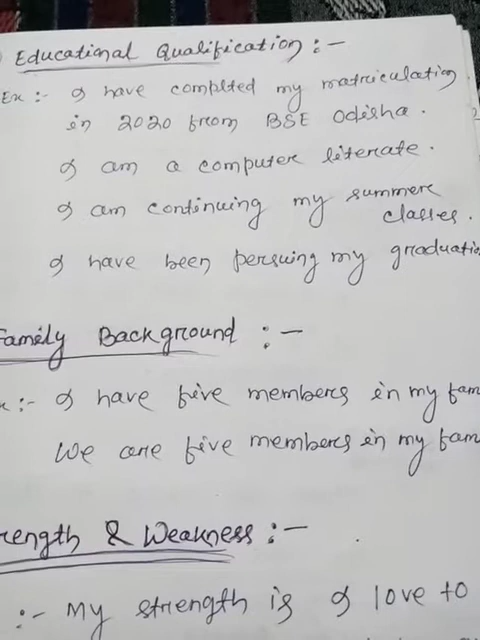 Educational Qualification :-
Ex :- I have complted my matriculation
in 2020 from BSE Odisha.
I am a computer literate.
I am continuing my summer
classes.
I have been persuing my graduatio
Family Background :-
x :- I have five members in my fam
We are five members in my fam
rength & Weakness :-
:- My strength is I love to